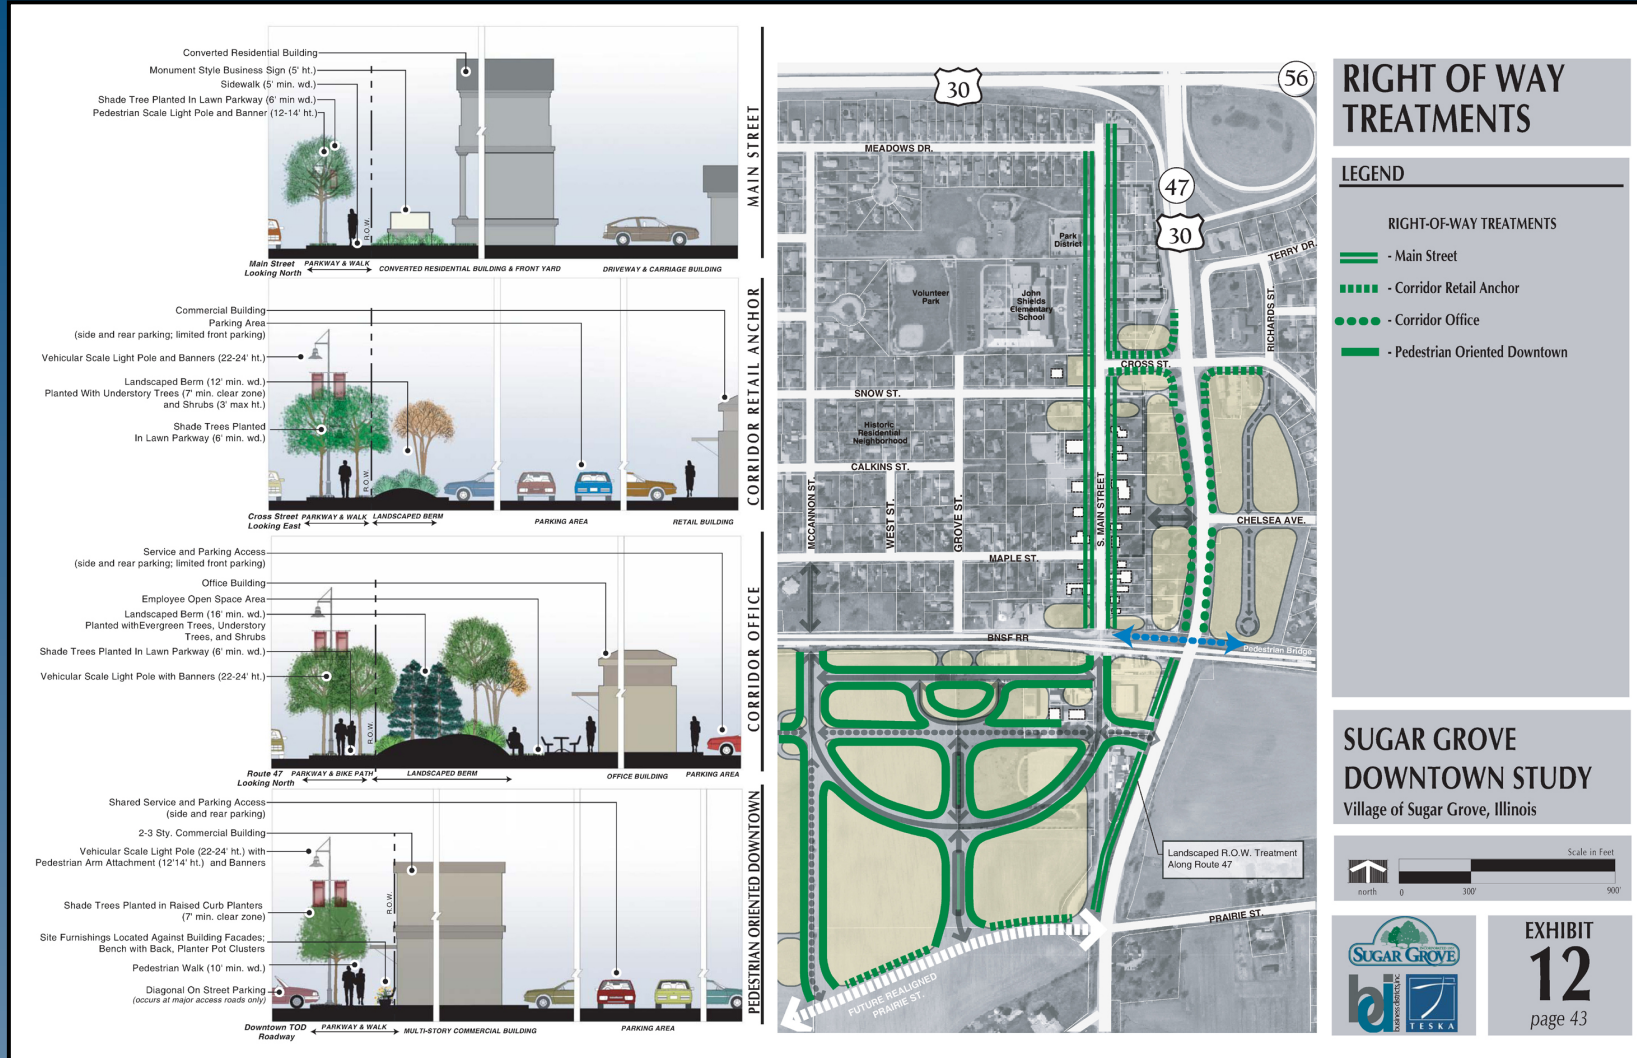 Converted Residential Building
Monument Style Business Sign (5' ht.)
Sidewalk (5' min. wd.)
Shade Tree Planted In Lawn Parkway (6' min wd.)
Pedestrian Scale Light Pole and Banner (12-14' ht.)
R.O.W.
Main Street
Looking North
PARKWAY & WALK
CONVERTED RESIDENTIAL BUILDING & FRONT YARD
DRIVEWAY & CARRIAGE BUILDING
MAIN STREET
Commercial Building
Parking Area
(side and rear parking; limited front parking)
Vehicular Scale Light Pole and Banners (22-24' ht.)
Landscaped Berm (12' min. wd.)
Planted With Understory Trees (7' min. clear zone)
and Shrubs (3' max ht.)
Shade Trees Planted
In Lawn Parkway (6' min. wd.)
R.O.W.
Cross Street
Looking East
PARKWAY & WALK
LANDSCAPED BERM
PARKING AREA
RETAIL BUILDING
CORRIDOR RETAIL ANCHOR
Service and Parking Access
(side and rear parking; limited front parking)
Office Building
Employee Open Space Area
Landscaped Berm (16' min. wd.)
Planted withEvergreen Trees, Understory
Trees, and Shrubs
Shade Trees Planted In Lawn Parkway (6' min. wd.)
Vehicular Scale Light Pole with Banners (22-24' ht.)
R.O.W.
Route 47
Looking North
PARKWAY & BIKE PATH
LANDSCAPED BERM
OFFICE BUILDING
PARKING AREA
CORRIDOR OFFICE
Shared Service and Parking Access
(side and rear parking)
2-3 Sty. Commercial Building
Vehicular Scale Light Pole (22-24' ht.) with
Pedestrian Arm Attachment (12'14' ht.) and Banners
Shade Trees Planted in Raised Curb Planters
(7' min. clear zone)
Site Furnishings Located Against Building Facades;
Bench with Back, Planter Pot Clusters
Pedestrian Walk (10' min. wd.)
Diagonal On Street Parking
(occurs at major access roads only)
R.O.W.
Downtown TOD
Roadway
PARKWAY & WALK
MULTI-STORY COMMERCIAL BUILDING
PARKING AREA
PEDESTRIAN ORIENTED DOWNTOWN
30
56
MEADOWS DR.
47
30
Park
District
TERRY DR.
Volunteer
Park
John
Shields
Elementary
School
RICHARDS ST.
CROSS ST.
SNOW ST.
Historic
Residential
Neighborhood
CALKINS ST.
MCCANNON ST.
WEST ST.
GROVE ST.
S. MAIN STREET
CHELSEA AVE.
MAPLE ST.
BNSF RR
Pedestrian Bridge
Landscaped R.O.W. Treatment
Along Route 47
PRAIRIE ST.
FUTURE REALIGNED
PRAIRIE ST.
RIGHT OF WAY
TREATMENTS
LEGEND
RIGHT-OF-WAY TREATMENTS
- Main Street
- Corridor Retail Anchor
- Corridor Office
- Pedestrian Oriented Downtown
SUGAR GROVE
DOWNTOWN STUDY
Village of Sugar Grove, Illinois
Scale in Feet
north
0 300' 900'
SUGAR GROVE
bdi
business districts, inc
TESKA
EXHIBIT
12
page 43